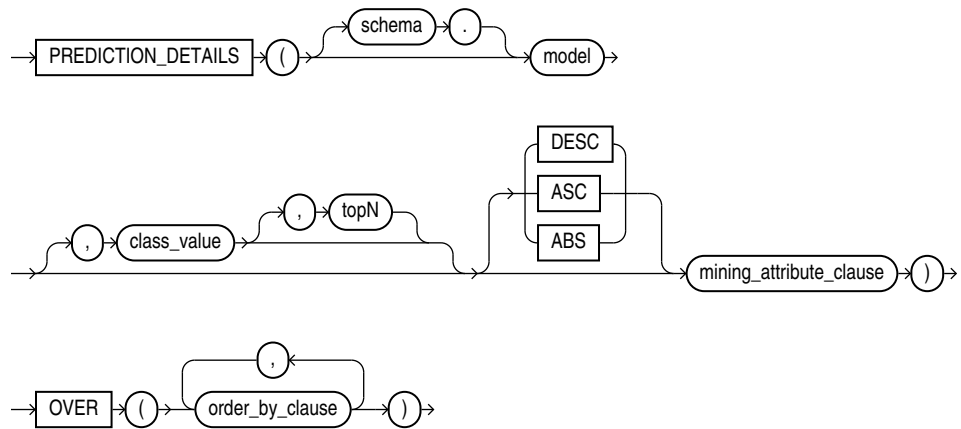 schema .
PREDICTION_DETAILS ( model
DESC
ASC
ABS
, topN
, class_value
mining_attribute_clause )
,
OVER ( order_by_clause )